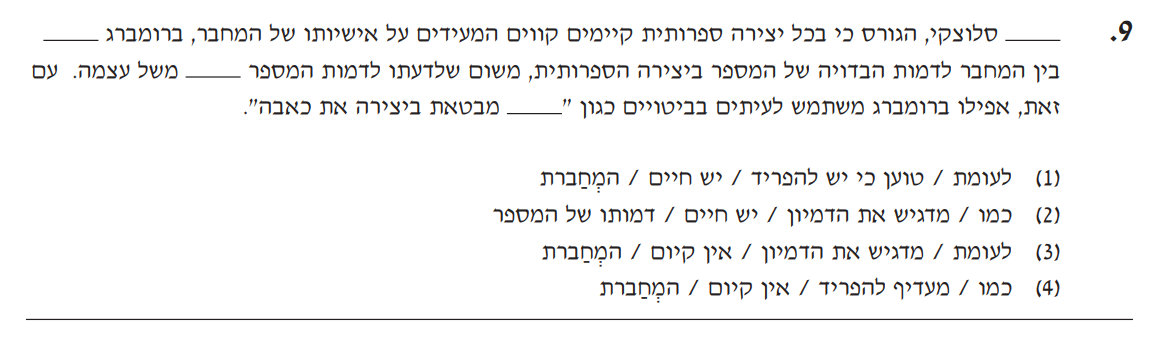 9. _____ סלוצקי, הגורס כי בכל יצירה ספרותית קיימים קווים המעידים על אישיותו של המחבר, ברומברג _____
בין המחבר לדמות הבדויה של המספר ביצירה הספרותית, משום שלדעתו לדמות המספר _____ משל עצמה. עם
זאת, אפילו ברומברג משתמש לעיתים בביטויים כגון "_____ מבטאת ביצירה את כאבה".
(1) לעומת / טוען כי יש להפריד / יש חיים / המְחַברת
(2) כמו / מדגיש את הדמיון / יש חיים / דמותו של המספר
(3) לעומת / מדגיש את הדמיון / אין קיום / המְחַברת
(4) כמו / מעדיף להפריד / אין קיום / המְחַברת